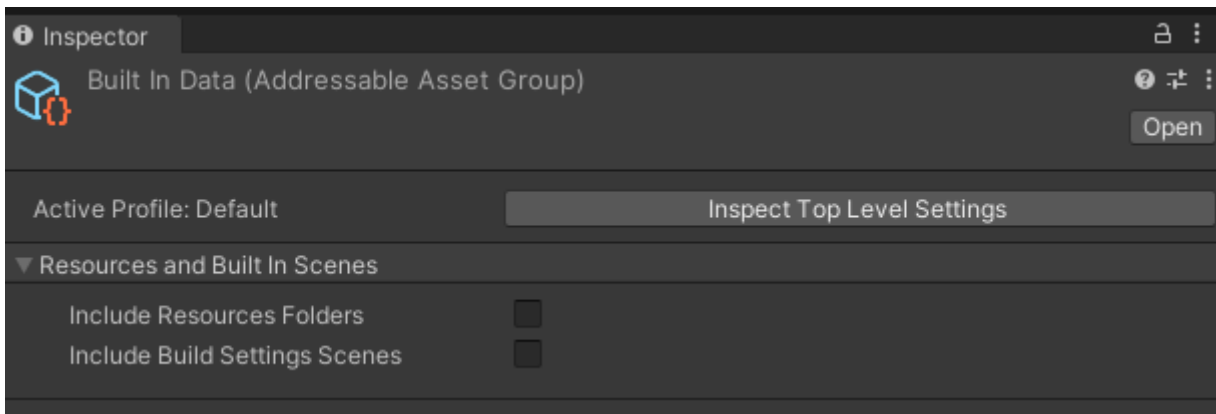 Inspector
Built In Data (Addressable Asset Group)
Open
Active Profile: Default
Inspect Top Level Settings
Resources and Built In Scenes
Include Resources Folders
Include Build Settings Scenes